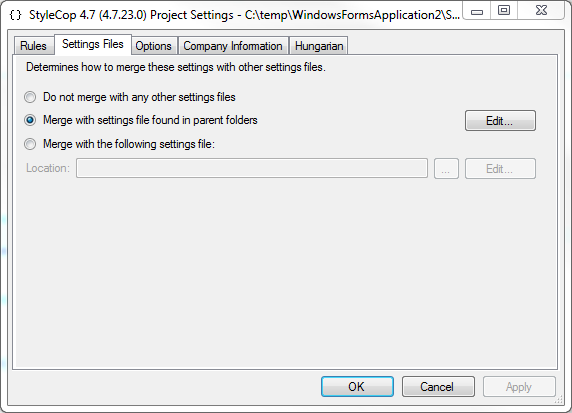 { } StyleCop 4.7 (4.7.23.0) Project Settings - C:\temp\WindowsFormsApplication2\S...
Rules Settings Files Options Company Information Hungarian
Determines how to merge these settings with other settings files.
Do not merge with any other settings files
Merge with settings file found in parent folders Edit...
Merge with the following settings file:
Location: ... Edit...
OK Cancel Apply